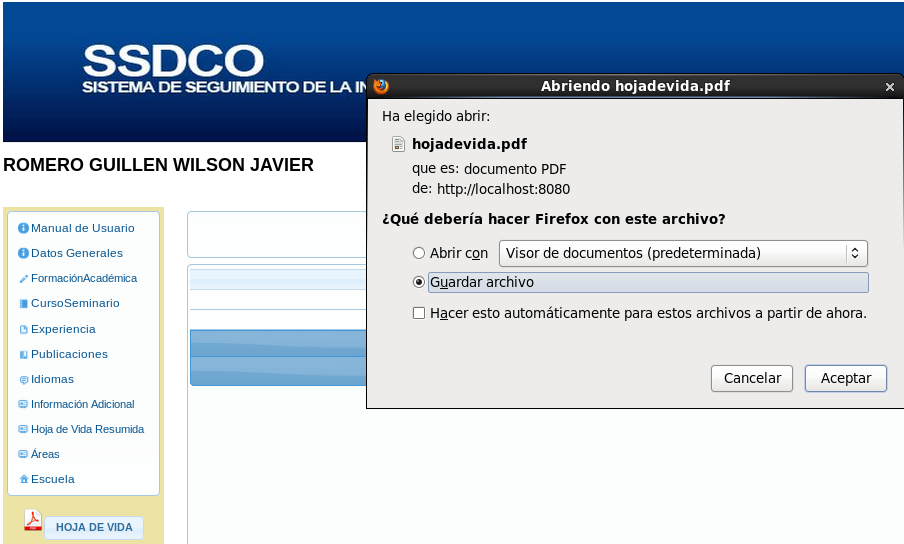 SSDCO
SISTEMA DE SEGUIMIENTO DE LA IN
Abriendo hojadevida.pdf
Ha elegido abrir:
hojadevida.pdf
que es: documento PDF
de: http://localhost:8080
¿Qué debería hacer Firefox con este archivo?
Abrir con Visor de documentos (predeterminada)
Guardar archivo
Hacer esto automáticamente para estos archivos a partir de ahora.
Cancelar Aceptar
ROMERO GUILLEN WILSON JAVIER
Manual de Usuario
Datos Generales
FormaciónAcadémica
CursoSeminario
Experiencia
Publicaciones
Idiomas
Información Adicional
Hoja de Vida Resumida
Áreas
Escuela
HOJA DE VIDA